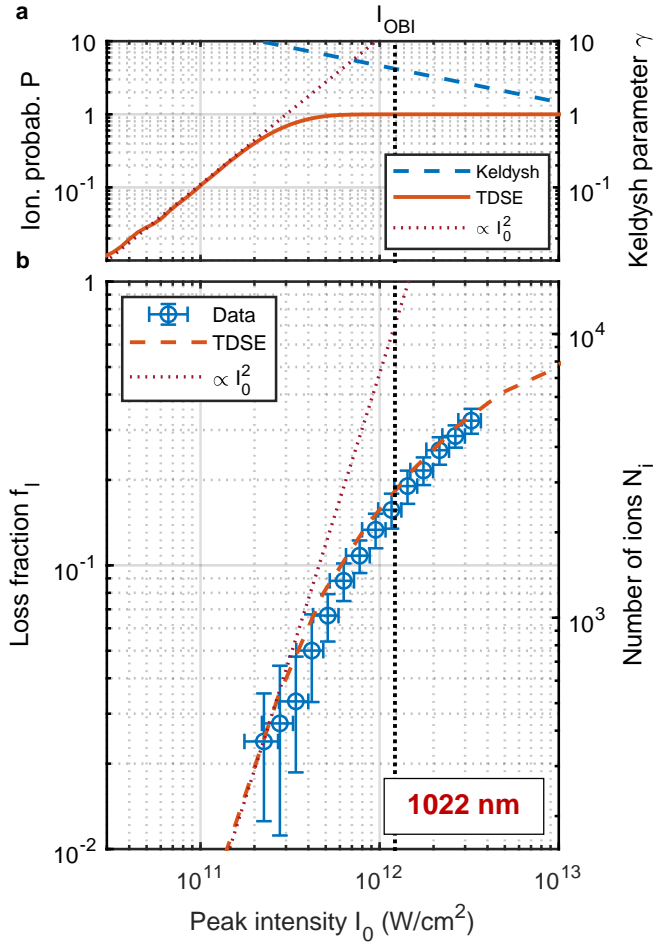 a
I_OBI
Ion. probab. P
10
1
10^-1
10
1
10^-1
Keldysh parameter γ
Keldysh
TDSE
∝ I_0^2
b
Loss fraction f_l
1
10^-1
10^-2
Data
TDSE
∝ I_0^2
10^4
10^3
Number of ions N_i
1022 nm
10^11
10^12
10^13
Peak intensity I_0 (W/cm^2)